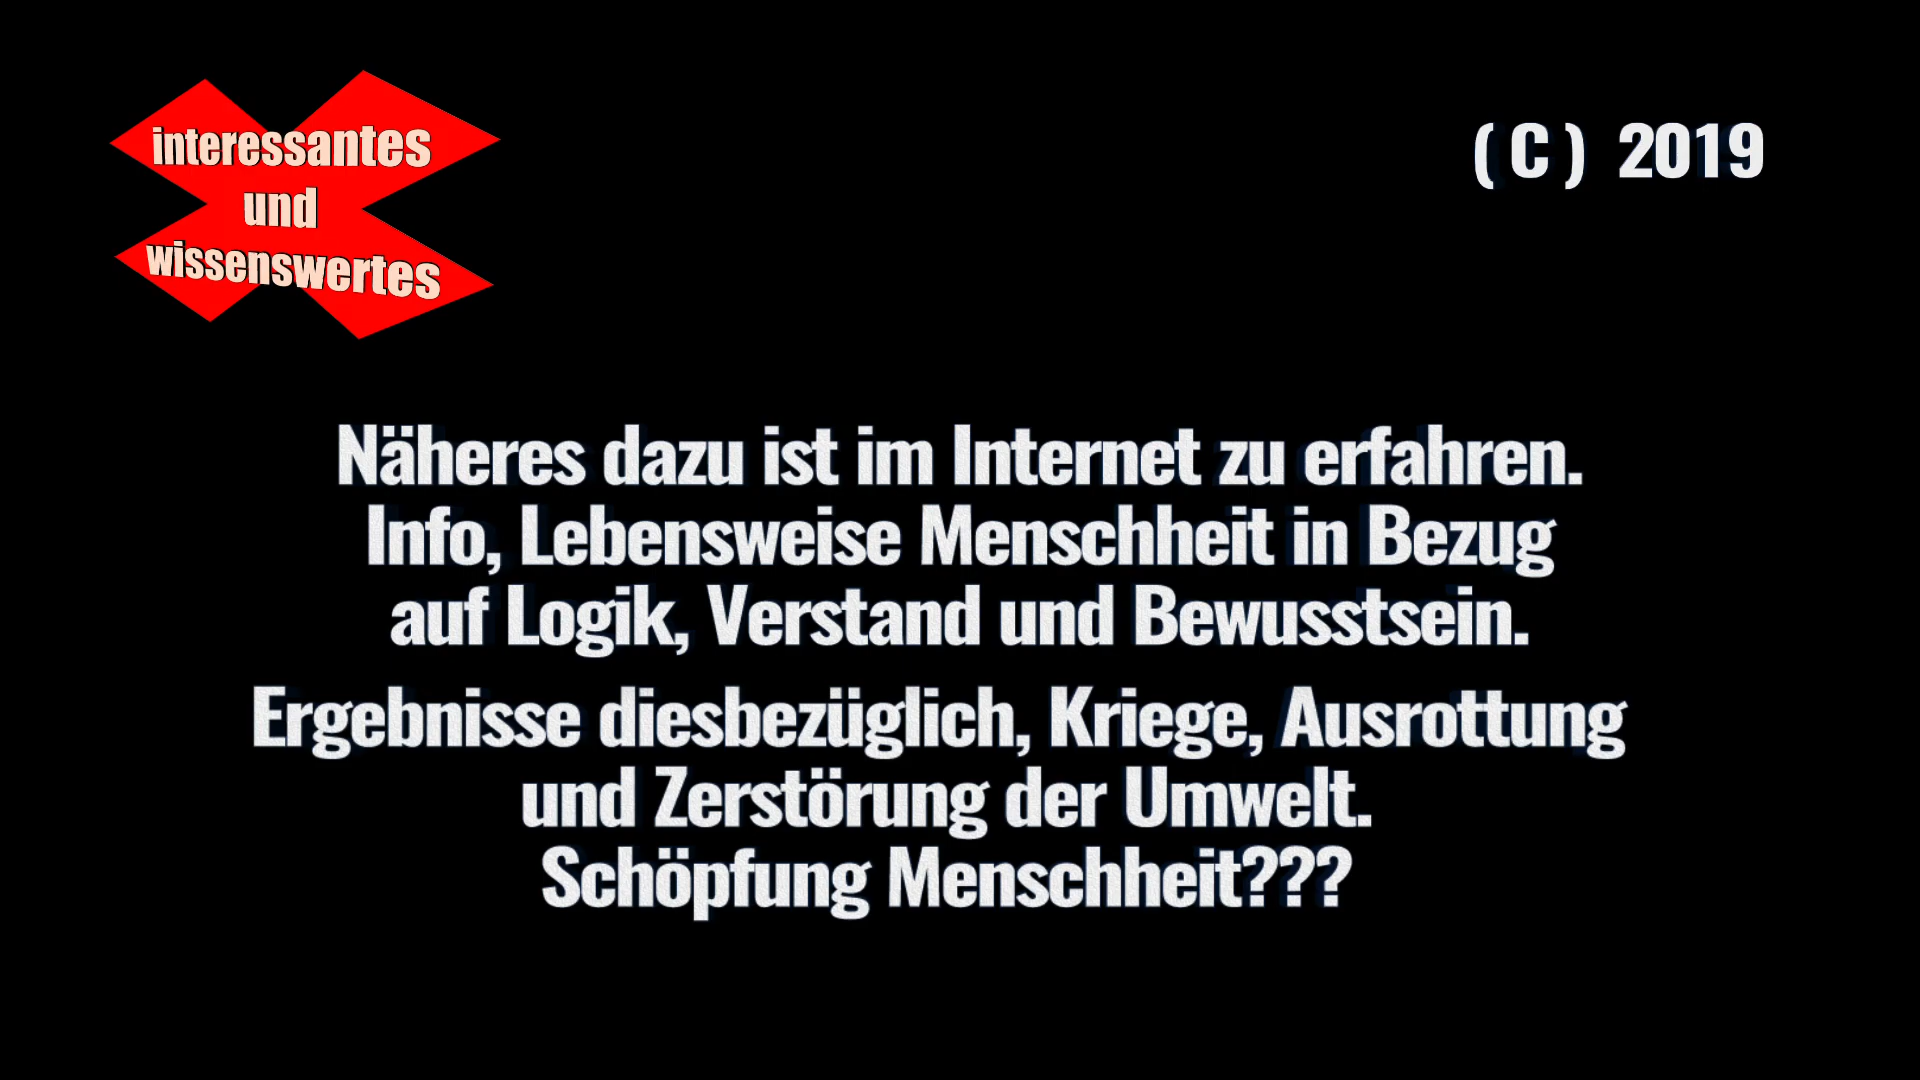 interessantes
und
wissenswertes
( C ) 2019
Näheres dazu ist im Internet zu erfahren.
Info, Lebensweise Menschheit in Bezug
auf Logik, Verstand und Bewusstsein.
Ergebnisse diesbezüglich, Kriege, Ausrottung
und Zerstörung der Umwelt.
Schöpfung Menschheit???